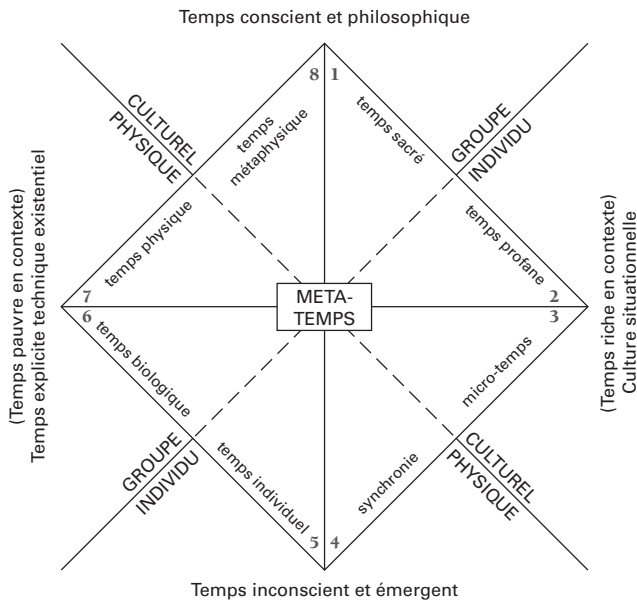 Temps conscient et philosophique
8 1
CULTUREL
PHYSIQUE
temps
métaphysique
temps sacré
GROUPE
INDIVIDU
(Temps pauvre en contexte)
Temps explicite technique existentiel
temps physique
temps profane
(Temps riche en contexte)
Culture situationnelle
7
META-
TEMPS
2
6
3
temps biologique
micro-temps
GROUPE
INDIVIDU
temps individuel
synchronie
CULTUREL
PHYSIQUE
5 4
Temps inconscient et émergent